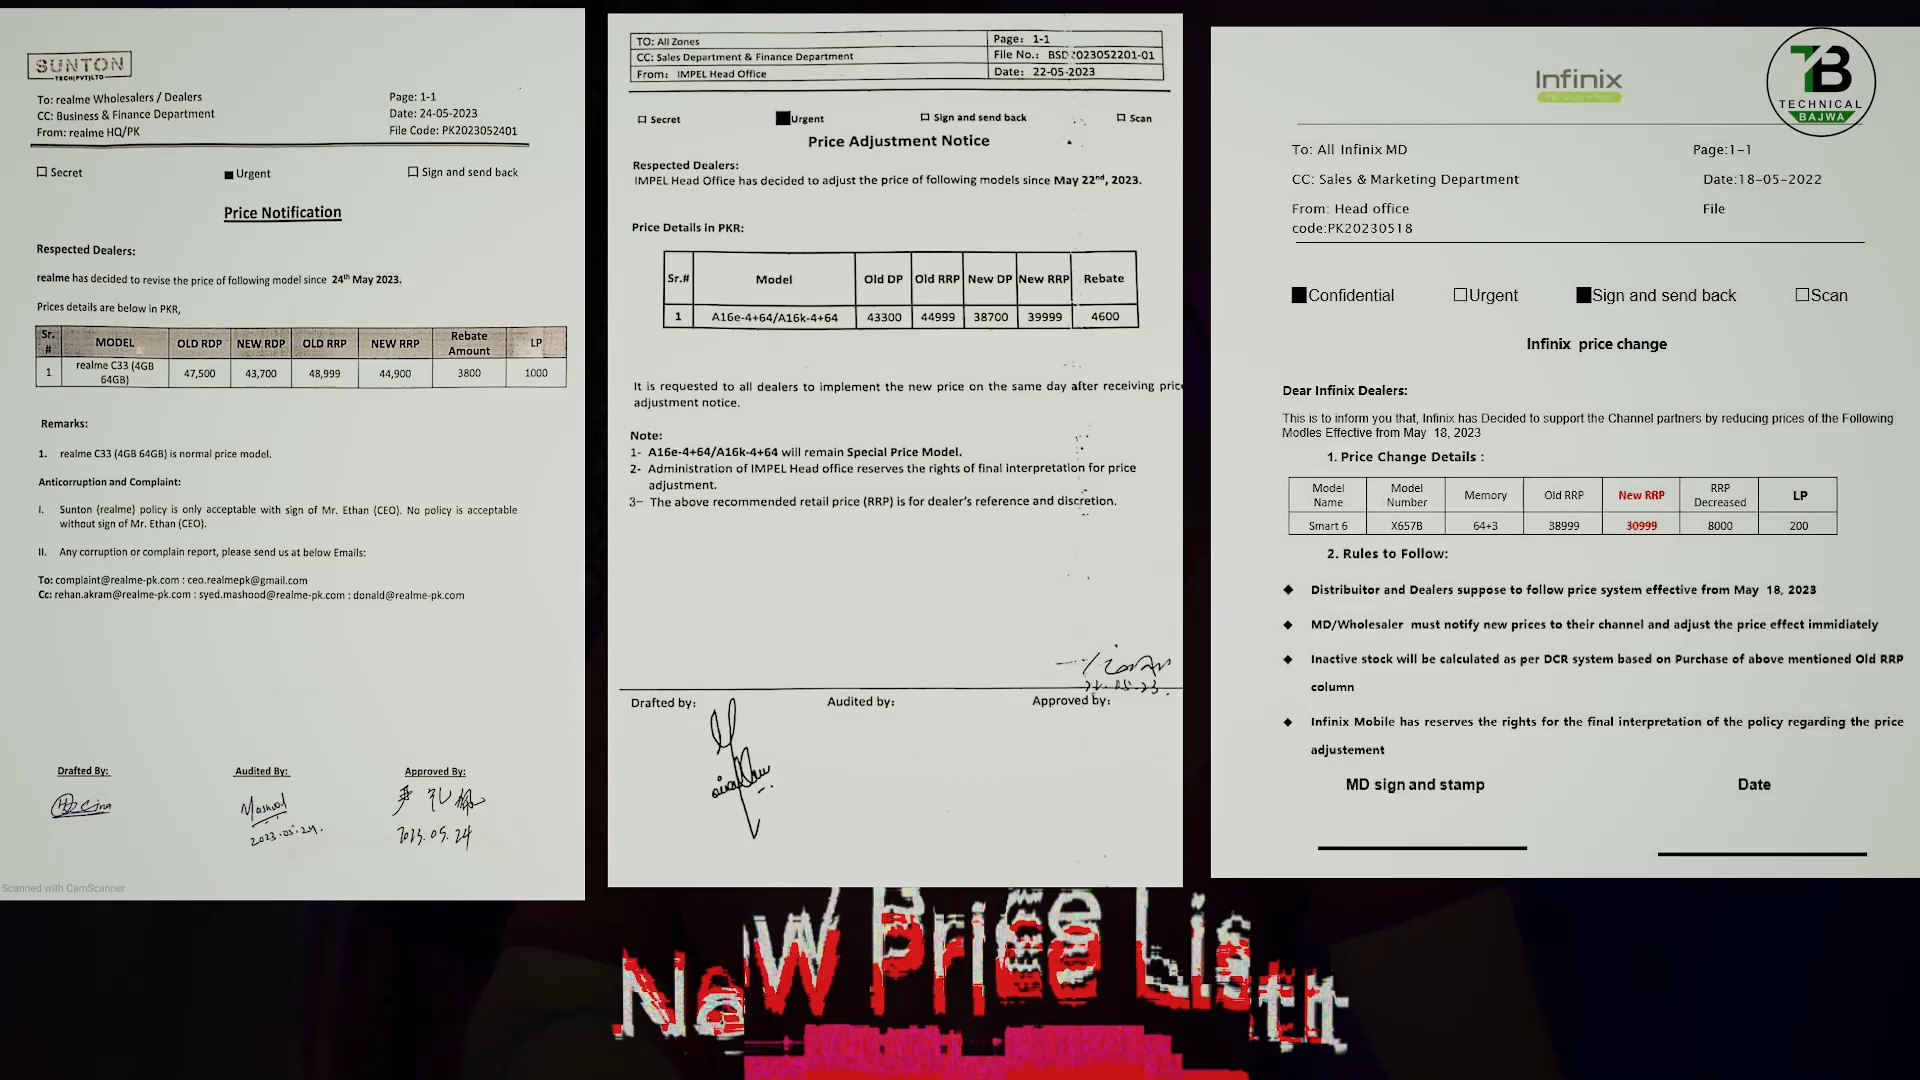 SUNTON
TECH(PVT)LTD
To: realme Wholesalers / Dealers
Page: 1-1
CC: Business & Finance Department
Date: 24-05-2023
From: realme HQ/PK
File Code: PK2023052401
Secret
Urgent
Sign and send back
Price Notification
Respected Dealers:
realme has decided to revise the price of following model since 24th May 2023.
Prices details are below in PKR,
Sr. # MODEL OLD RDP NEW RDP OLD RRP NEW RRP Rebate Amount LP
1 realme C33 (4GB 64GB) 47,500 43,700 48,999 44,900 3800 1000
Remarks:
1. realme C33 (4GB 64GB) is normal price model.
Anticorruption and Complaint:
I. Sunton (realme) policy is only acceptable with sign of Mr. Ethan (CEO). No policy is acceptable
without sign of Mr. Ethan (CEO).
II. Any corruption or complain report, please send us at below Emails:
To: complaint@realme-pk.com : ceo.realmepk@gmail.com
Cc: rehan.akram@realme-pk.com : syed.mashood@realme-pk.com : donald@realme-pk.com
Drafted By:
Audited By:
Approved By:
Mashood
2023.05.24.
2023.05.24
Scanned with CamScanner
TO: All Zones
Page: 1-1
CC: Sales Department & Finance Department
File No.: BSD2023052201-01
From: IMPEL Head Office
Date: 22-05-2023
Secret
Urgent
Sign and send back
Scan
Price Adjustment Notice
Respected Dealers:
IMPEL Head Office has decided to adjust the price of following models since May 22nd, 2023.
Price Details in PKR:
Sr.# Model Old DP Old RRP New DP New RRP Rebate
1 A16e-4+64/A16k-4+64 43300 44999 38700 39999 4600
It is requested to all dealers to implement the new price on the same day after receiving price
adjustment notice.
Note:
1- A16e-4+64/A16k-4+64 will remain Special Price Model.
2- Administration of IMPEL Head office reserves the rights of final interpretation for price
adjustment.
3- The above recommended retail price (RRP) is for dealer's reference and discretion.
Drafted by:
Audited by:
Approved by:
Infinix
TB
TECHNICAL
BAJWA
To: All Infinix MD
Page:1-1
CC: Sales & Marketing Department
Date:18-05-2022
From: Head office
File
code:PK20230518
Confidential
Urgent
Sign and send back
Scan
Infinix price change
Dear Infinix Dealers:
This is to inform you that, Infinix has Decided to support the Channel partners by reducing prices of the Following
Modles Effective from May 18, 2023
1. Price Change Details :
Model Name Model Number Memory Old RRP New RRP RRP Decreased LP
Smart 6 X657B 64+3 38999 30999 8000 200
2. Rules to Follow:
Distribuitor and Dealers suppose to follow price system effective from May 18, 2023
MD/Wholesaler must notify new prices to their channel and adjust the price effect immidiately
Inactive stock will be calculated as per DCR system based on Purchase of above mentioned Old RRP
column
Infinix Mobile has reserves the rights for the final interpretation of the policy regarding the price
adjustement
MD sign and stamp
Date
New Price List